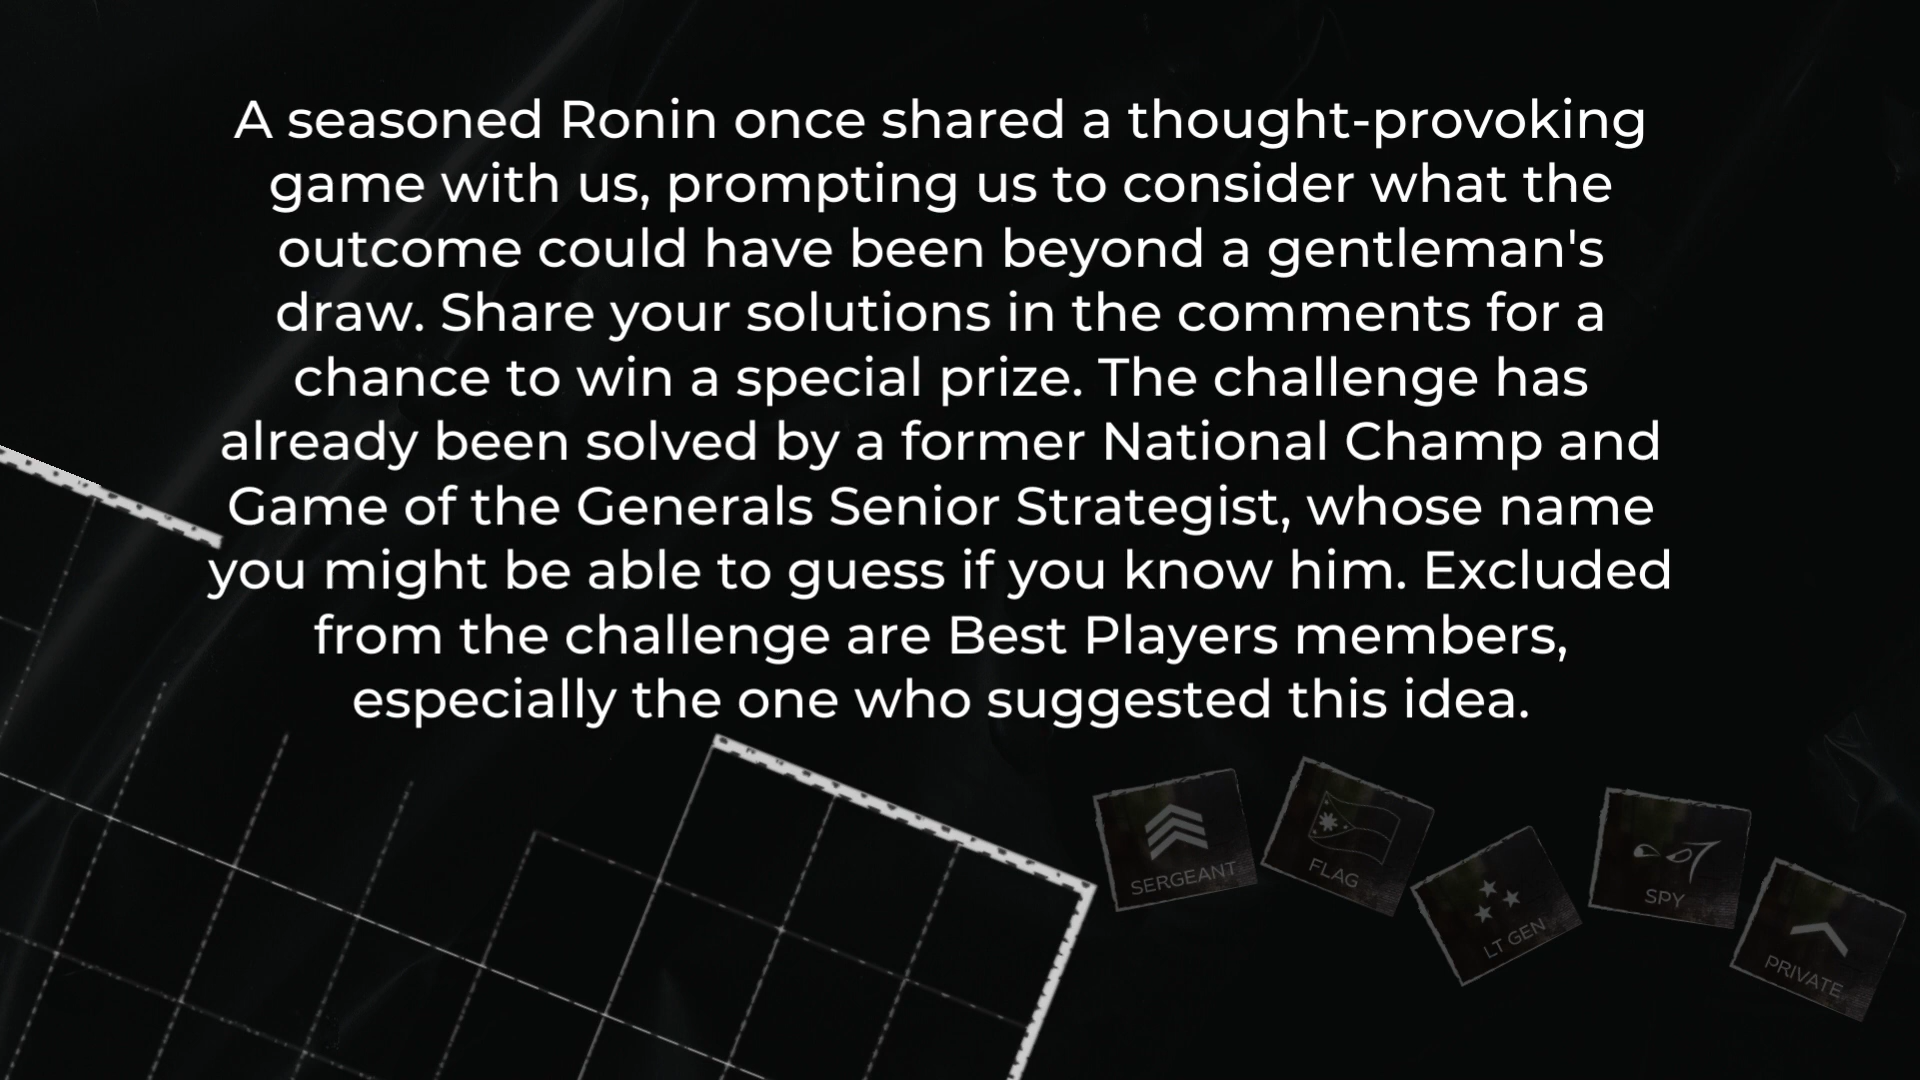 A seasoned Ronin once shared a thought-provoking
game with us, prompting us to consider what the
outcome could have been beyond a gentleman's
draw. Share your solutions in the comments for a
chance to win a special prize. The challenge has
already been solved by a former National Champ and
Game of the Generals Senior Strategist, whose name
you might be able to guess if you know him. Excluded
from the challenge are Best Players members,
especially the one who suggested this idea.
SERGEANT
FLAG
LT GEN
SPY
PRIVATE